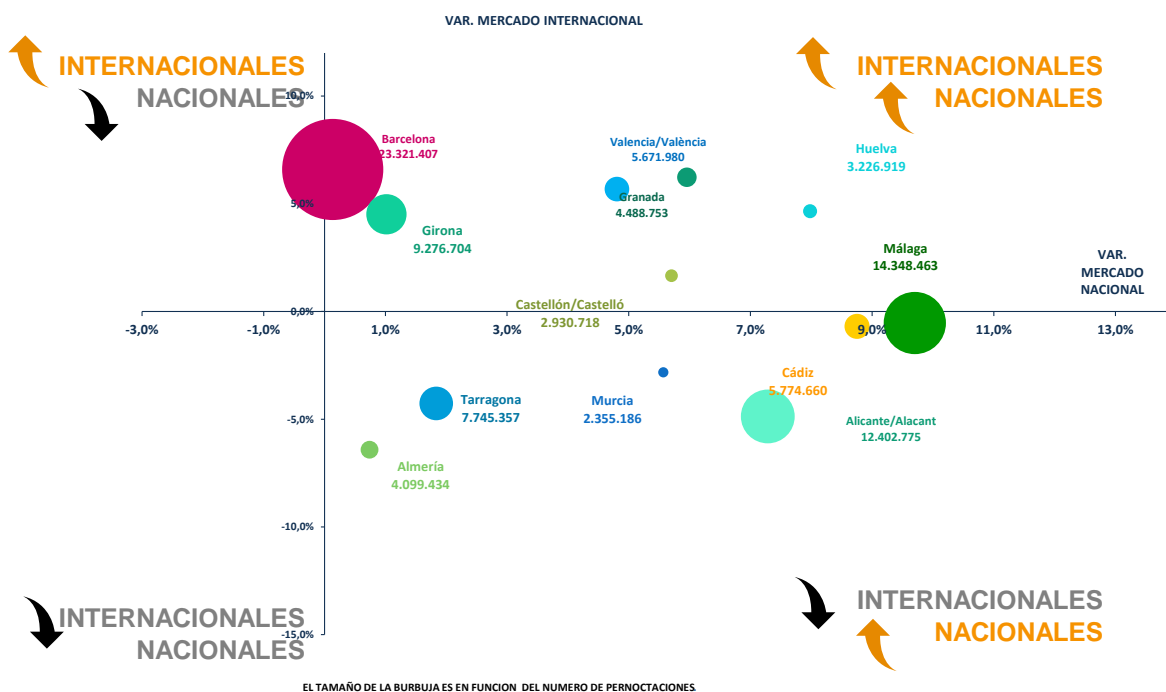 VAR. MERCADO INTERNACIONAL
INTERNACIONALES
NACIONALES
INTERNACIONALES
NACIONALES
10,0%
Barcelona
23.321.407
Valencia/València
5.671.980
Huelva
3.226.919
Granada
4.488.753
5,0%
Girona
9.276.704
Málaga
14.348.463
VAR.
MERCADO
NACIONAL
Castellón/Castelló
2.930.718
0,0%
-3,0%
-1,0%
1,0%
3,0%
5,0%
7,0%
9,0%
11,0%
13,0%
Cádiz
5.774.660
Tarragona
7.745.357
Murcia
2.355.186
-5,0%
Alicante/Alacant
12.402.775
Almería
4.099.434
-10,0%
INTERNACIONALES
NACIONALES
INTERNACIONALES
NACIONALES
-15,0%
EL TAMAÑO DE LA BURBUJA ES EN FUNCION DEL NUMERO DE PERNOCTACIONES.